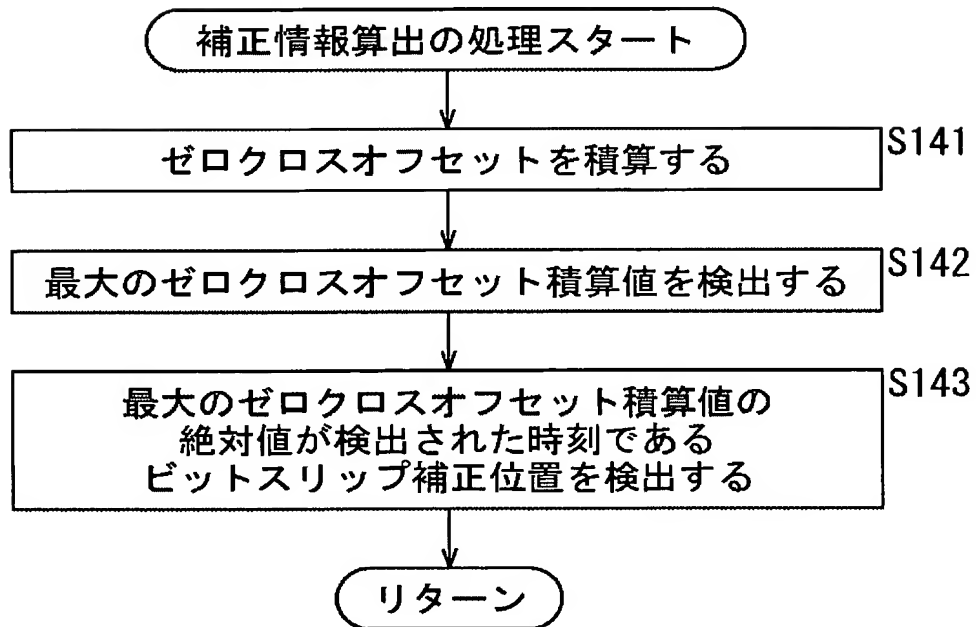 補正情報算出の処理スタート
ゼロクロスオフセットを積算する
S141
最大のゼロクロスオフセット積算値を検出する
S142
最大のゼロクロスオフセット積算値の
絶対値が検出された時刻である
ビットスリップ補正位置を検出する
S143
リターン